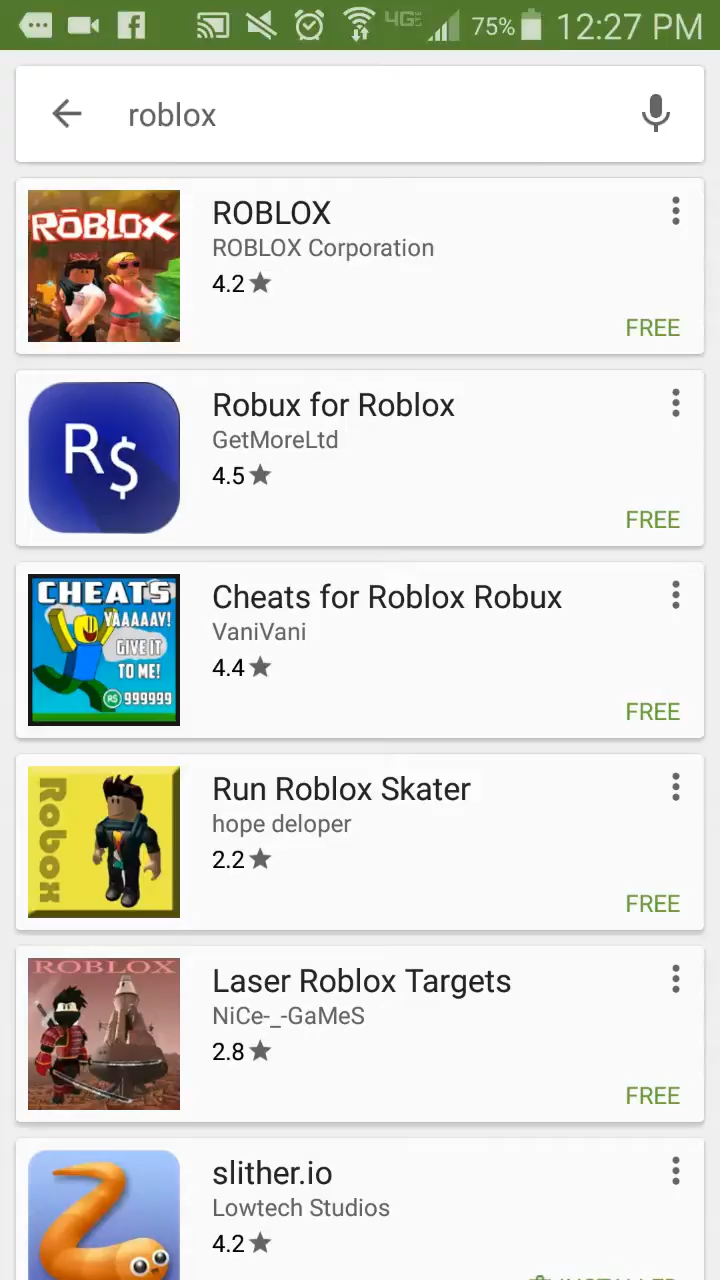 4GE 75% 12:27 PM
roblox
ROBLOX
ROBLOX
ROBLOX Corporation
4.2
FREE
R$
Robux for Roblox
GetMoreLtd
4.5
FREE
CHEATS
YAAAAAY!
GIVE IT
TO ME!
R$ 999999
Cheats for Roblox Robux
VaniVani
4.4
FREE
Robox
Run Roblox Skater
hope deloper
2.2
FREE
ROBLOX
Laser Roblox Targets
NiCe-_-GaMeS
2.8
FREE
slither.io
Lowtech Studios
4.2
INSTALLED